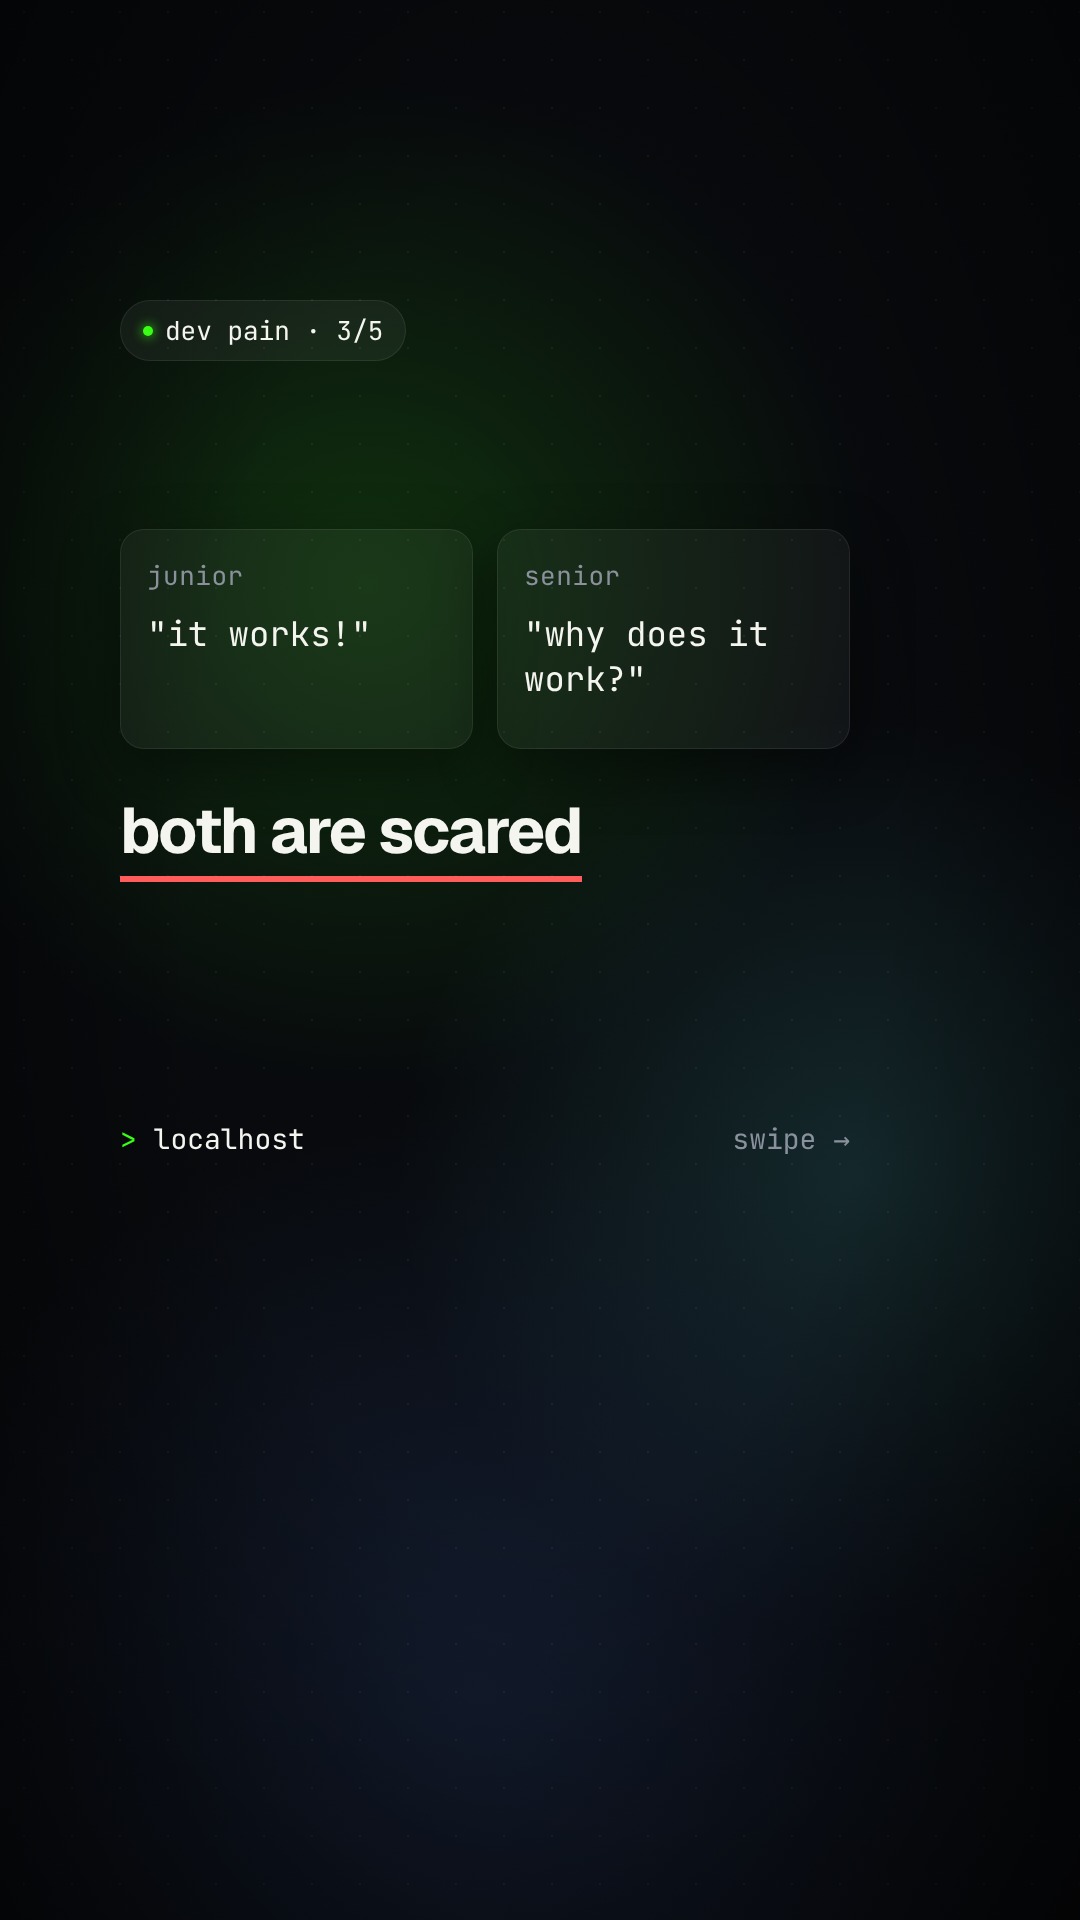 dev pain · 3/5
junior
"it works!"
senior
"why does it
work?"
both are scared
> localhost
swipe →